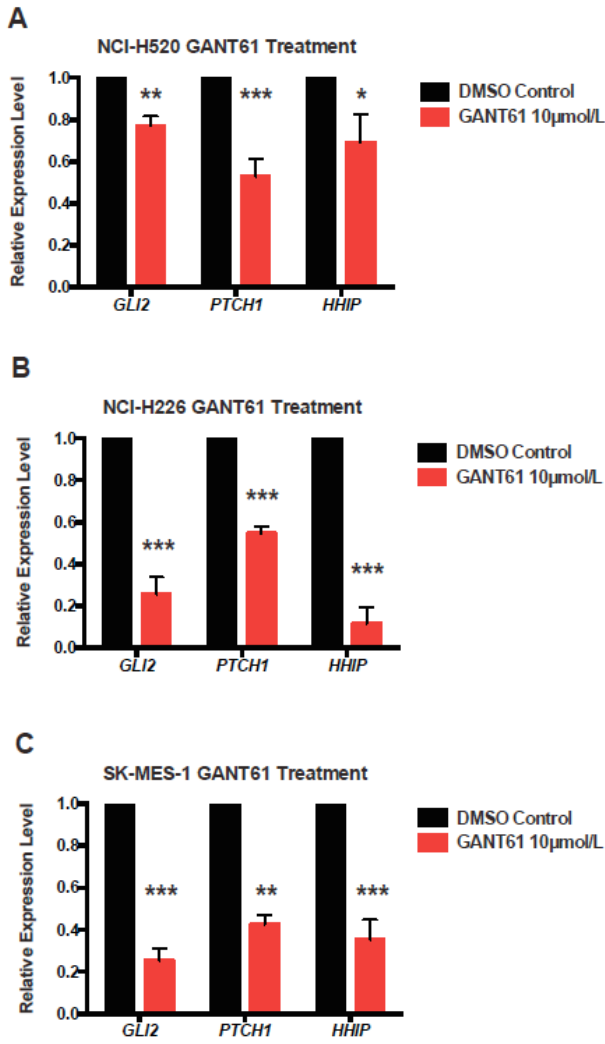 A
NCI-H520 GANT61 Treatment
Relative Expression Level
1.0
0.8
0.6
0.4
0.2
0.0
**
***
*
GLI2
PTCH1
HHIP
DMSO Control
GANT61 10µmol/L
B
NCI-H226 GANT61 Treatment
Relative Expression Level
1.0
0.8
0.6
0.4
0.2
0.0
***
***
***
GLI2
PTCH1
HHIP
DMSO Control
GANT61 10µmol/L
C
SK-MES-1 GANT61 Treatment
Relative Expression Level
1.0
0.8
0.6
0.4
0.2
0.0
***
**
***
GLI2
PTCH1
HHIP
DMSO Control
GANT61 10µmol/L